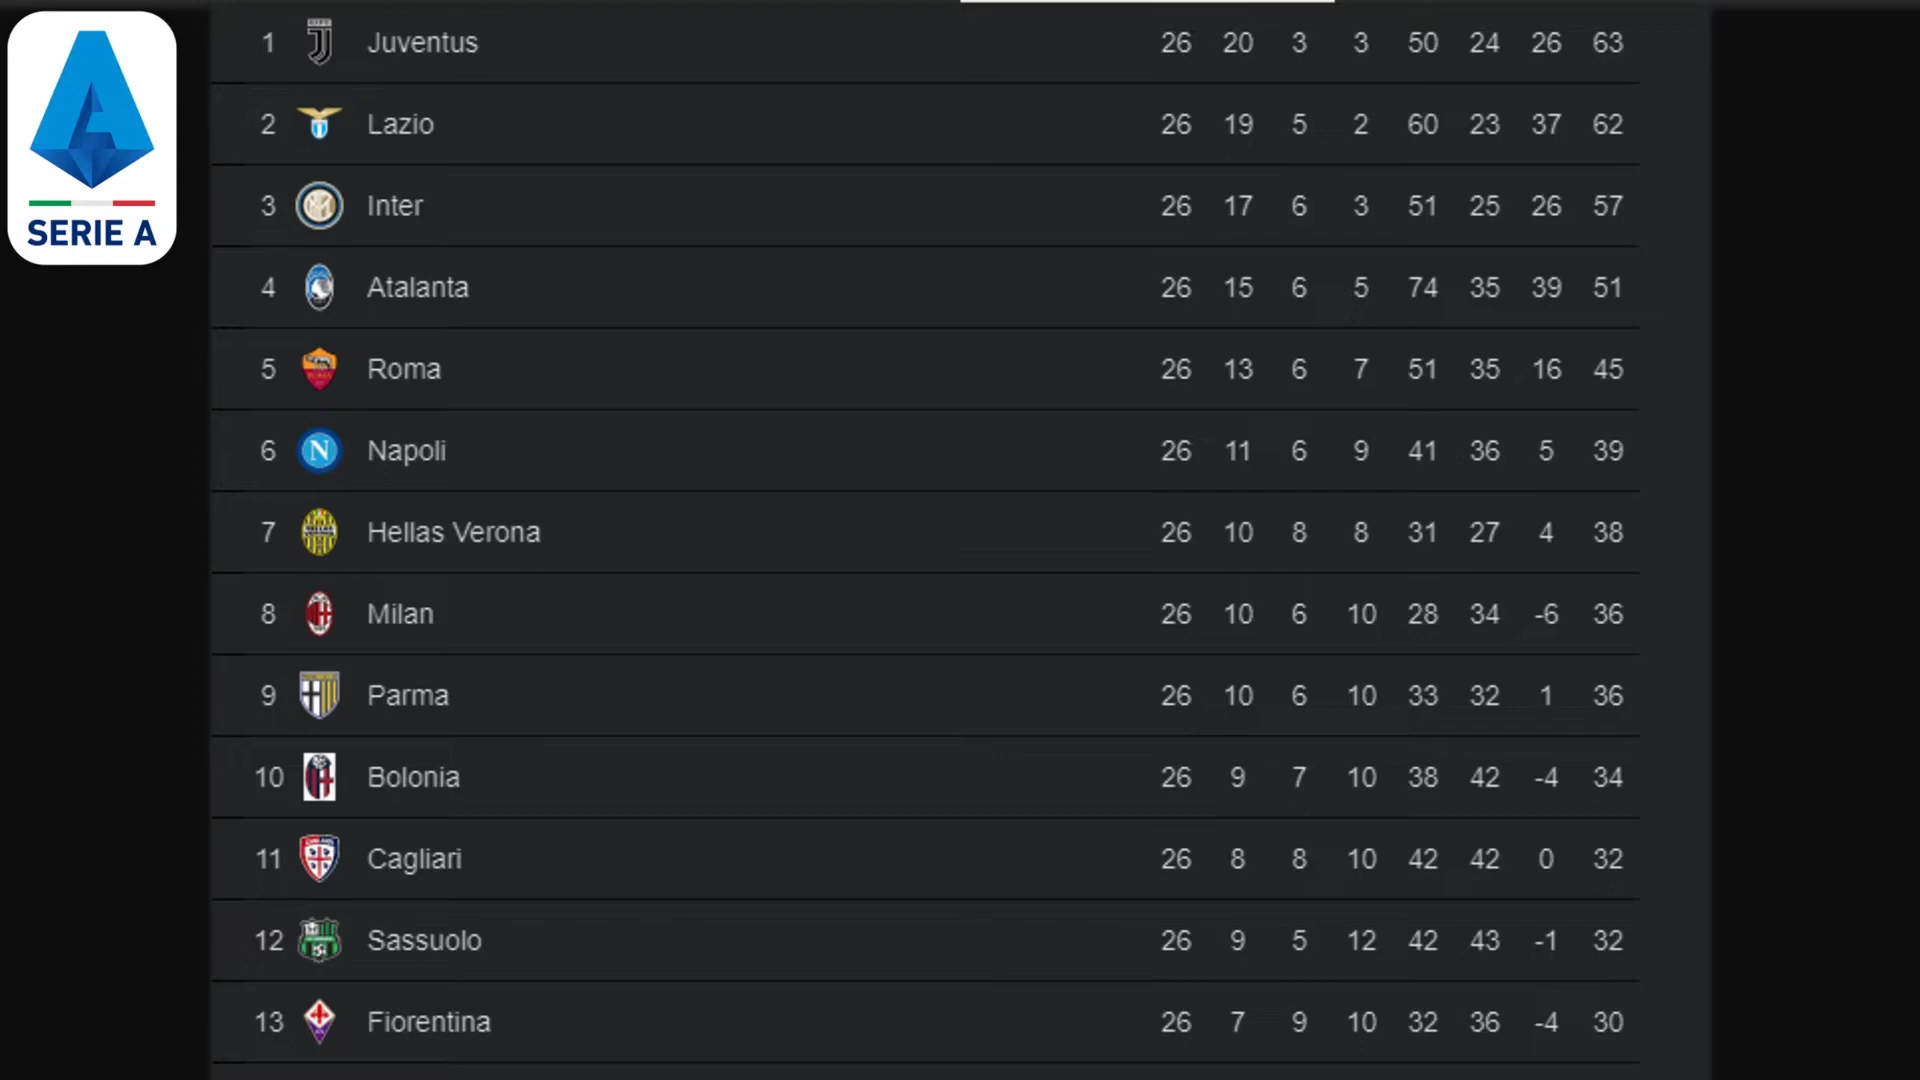 SERIE A
1 Juventus 26 20 3 3 50 24 26 63
2 Lazio 26 19 5 2 60 23 37 62
3 Inter 26 17 6 3 51 25 26 57
4 Atalanta 26 15 6 5 74 35 39 51
5 Roma 26 13 6 7 51 35 16 45
6 N Napoli 26 11 6 9 41 36 5 39
7 Hellas Verona 26 10 8 8 31 27 4 38
8 Milan 26 10 6 10 28 34 -6 36
9 Parma 26 10 6 10 33 32 1 36
10 Bolonia 26 9 7 10 38 42 -4 34
11 Cagliari 26 8 8 10 42 42 0 32
12 Sassuolo 26 9 5 12 42 43 -1 32
13 Fiorentina 26 7 9 10 32 36 -4 30